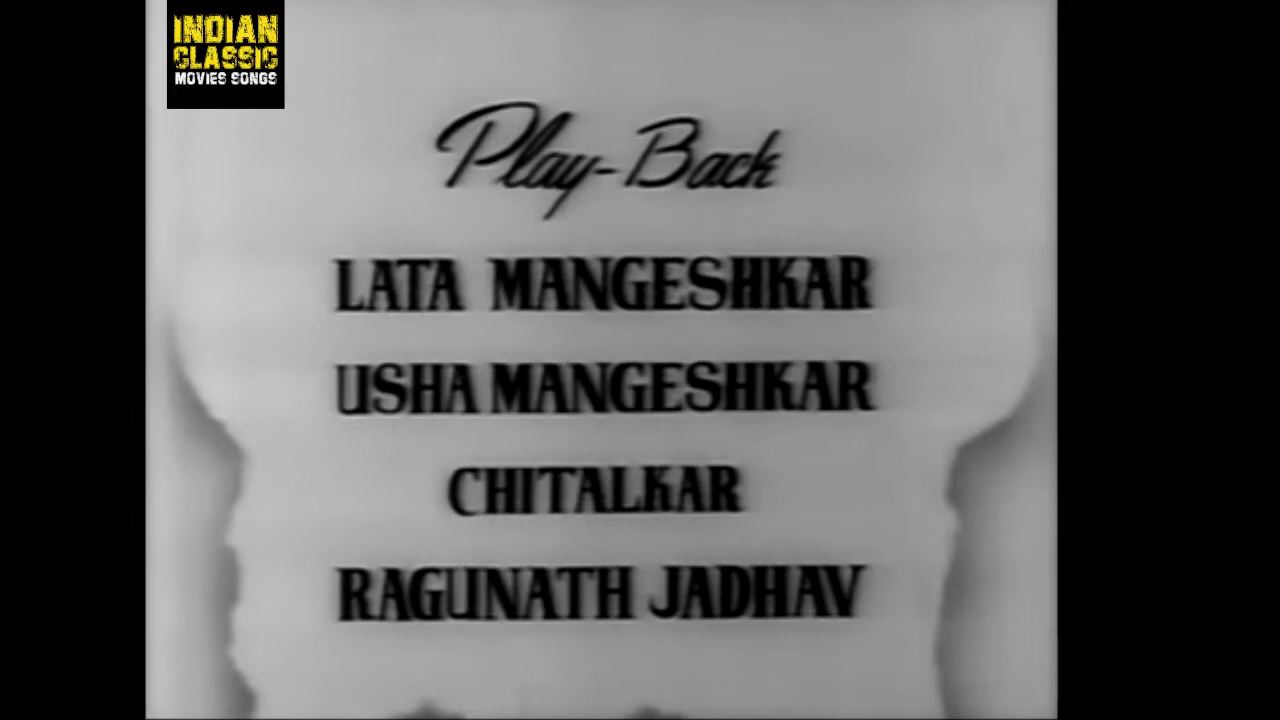 INDIAN
CLASSIC
MOVIES SONGS
Play-Back
LATA MANGESHKAR
USHA MANGESHKAR
CHITALKAR
RAGUNATH JADHAV